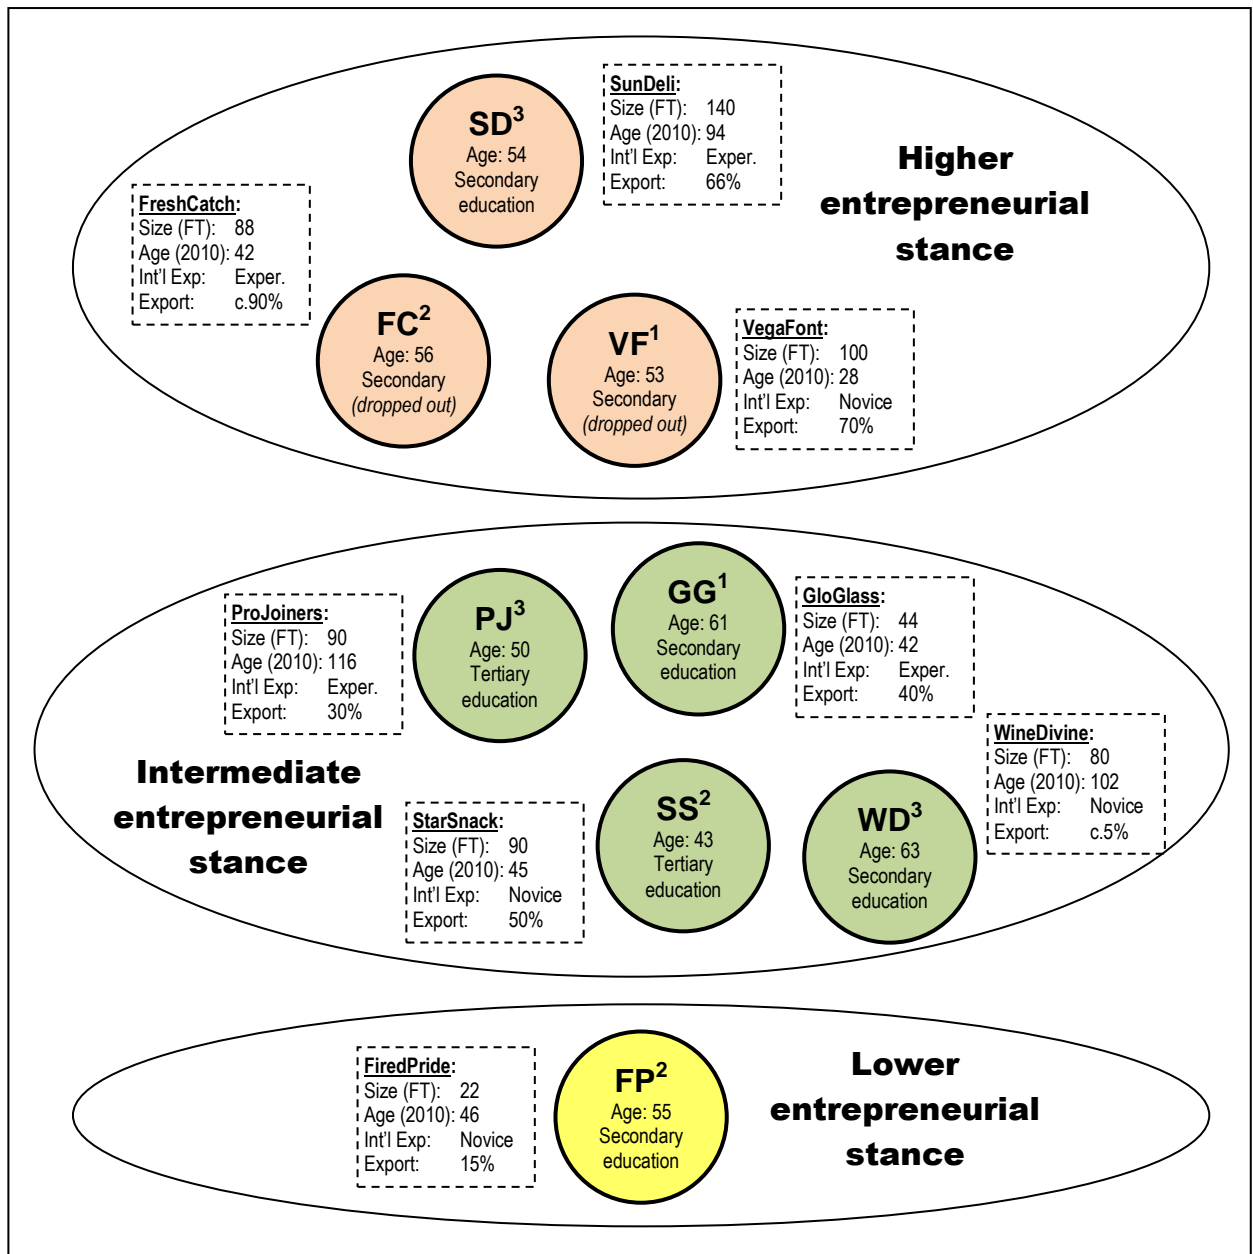 SunDeli:
Size (FT): 140
Age (2010): 94
Int'l Exp: Exper.
Export: 66%
SD³
Age: 54
Secondary
education
Higher
entrepreneurial
stance
FreshCatch:
Size (FT): 88
Age (2010): 42
Int'l Exp: Exper.
Export: c.90%
FC²
Age: 56
Secondary
(dropped out)
VF¹
Age: 53
Secondary
(dropped out)
VegaFont:
Size (FT): 100
Age (2010): 28
Int'l Exp: Novice
Export: 70%
ProJoiners:
Size (FT): 90
Age (2010): 116
Int'l Exp: Exper.
Export: 30%
PJ³
Age: 50
Tertiary
education
GG¹
Age: 61
Secondary
education
GloGlass:
Size (FT): 44
Age (2010): 42
Int'l Exp: Exper.
Export: 40%
Intermediate
entrepreneurial
stance
StarSnack:
Size (FT): 90
Age (2010): 45
Int'l Exp: Novice
Export: 50%
SS²
Age: 43
Tertiary
education
WD³
Age: 63
Secondary
education
WineDivine:
Size (FT): 80
Age (2010): 102
Int'l Exp: Novice
Export: c.5%
FiredPride:
Size (FT): 22
Age (2010): 46
Int'l Exp: Novice
Export: 15%
FP²
Age: 55
Secondary
education
Lower
entrepreneurial
stance